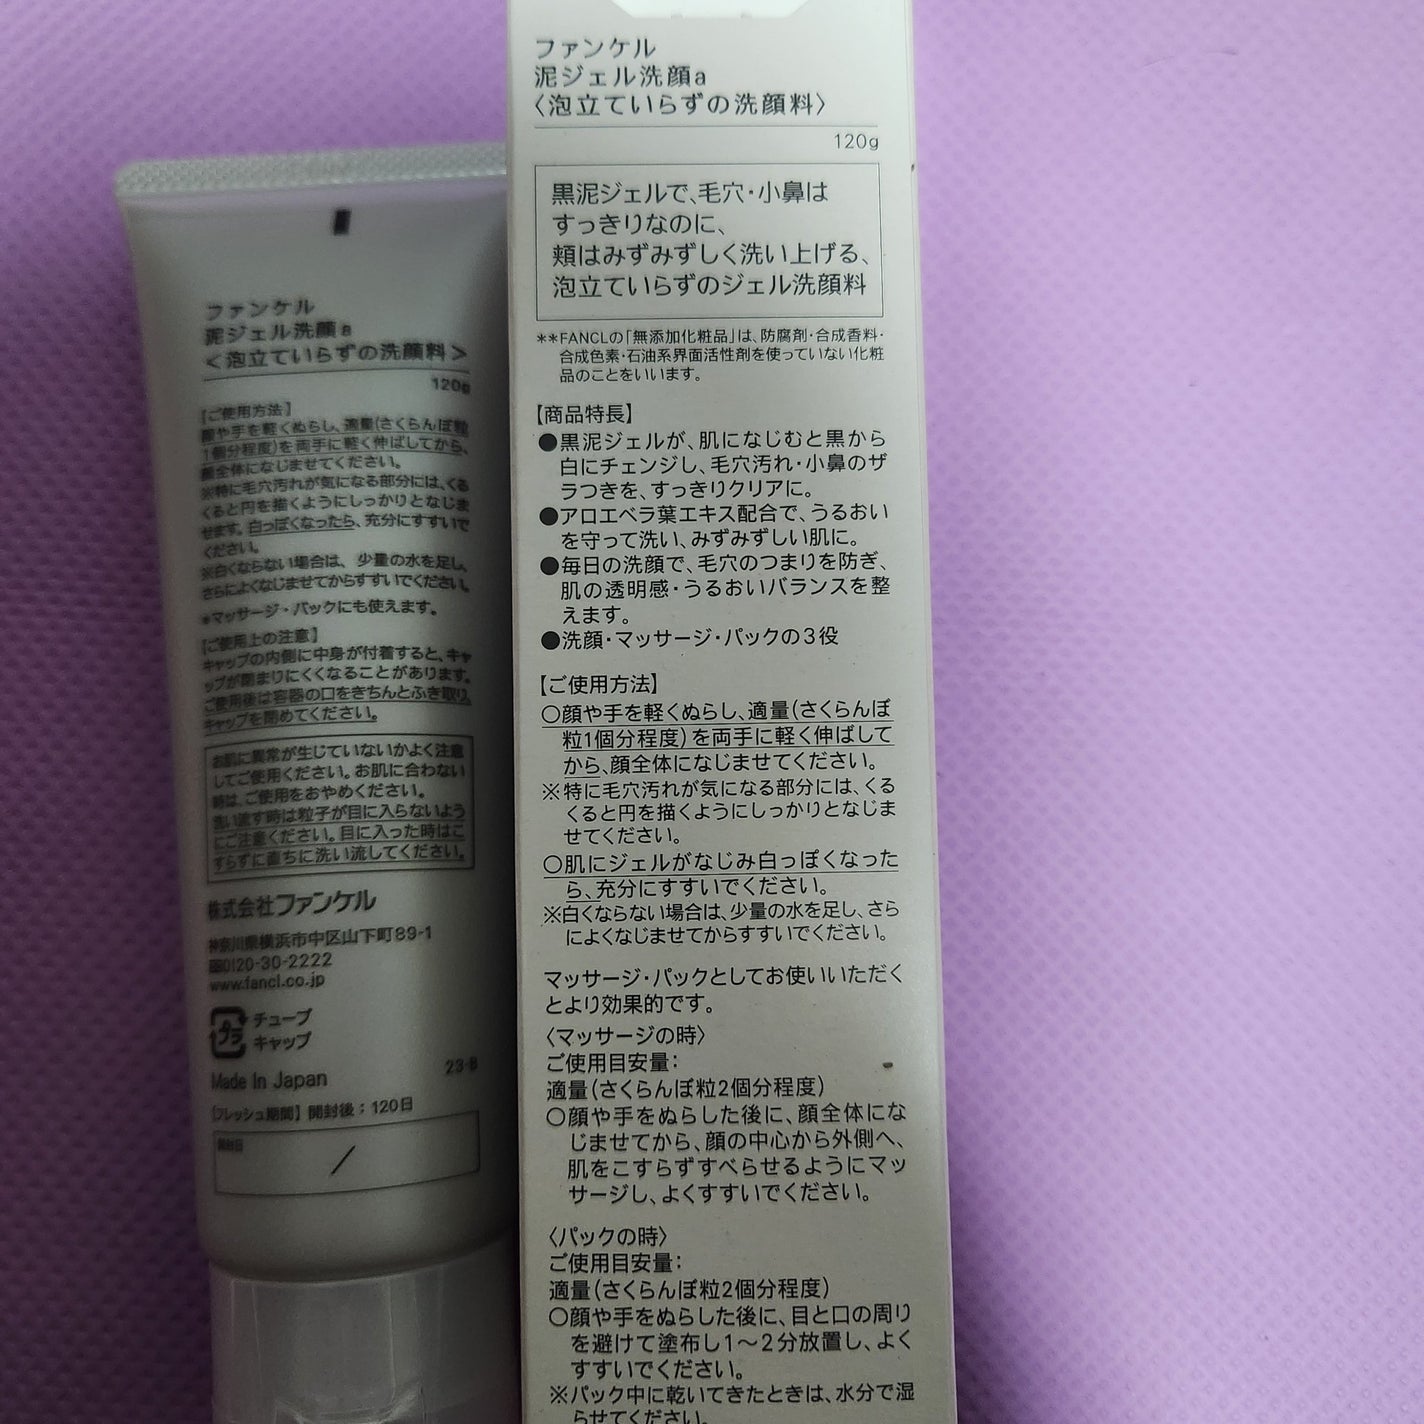 ファンケル
泥ジェル洗顔a
<泡立ていらずの洗顔料>
120g
【ご使用方法】
顔や手を軽くぬらし、適量(さくらんぼ粒
1個分程度)を両手に軽く伸ばしてから、
顔全体になじませてください。
※特に毛穴汚れが気になる部分には、くる
くると円を描くようにしっかりとなじま
せます。白っぽくなったら、充分にすすいで
ください。
※白くならない場合は、少量の水を足し、
さらによくなじませてからすすいでください。
*マッサージ・パックにも使えます。
【ご使用上の注意】
キャップの内側に中身が付着すると、キャ
ップが閉まりにくくなることがあります。
ご使用後は容器の口をきちんとふき取り、
キャップを閉めてください。
お肌に異常が生じていないかよく注意
してご使用ください。お肌に合わない
時は、ご使用をおやめください。
洗い流す時は粒子が目に入らないよう
にご注意ください。目に入った時はこ
すらずに直ちに洗い流してください。
株式会社ファンケル
神奈川県横浜市中区山下町89-1
0120-30-2222
www.fancl.co.jp
プラ
チューブ
キャップ
Made In Japan
23-8
【フレッシュ期間】開封後:120日
開封日
/
ファンケル
泥ジェル洗顔a
〈泡立ていらずの洗顔料〉
120g
黒泥ジェルで、毛穴・小鼻は
すっきりなのに、
頬はみずみずしく洗い上げる、
泡立ていらずのジェル洗顔料
**FANCLの「無添加化粧品」は、防腐剤・合成香料・
合成色素・石油系界面活性剤を使っていない化粧
品のことをいいます。
【商品特長】
●黒泥ジェルが、肌になじむと黒から
白にチェンジし、毛穴汚れ・小鼻のザ
ラつきを、すっきりクリアに。
●アロエベラ葉エキス配合で、うるおい
を守って洗い、みずみずしい肌に。
●毎日の洗顔で、毛穴のつまりを防ぎ、
肌の透明感・うるおいバランスを整
えます。
●洗顔・マッサージ・パックの3役
【ご使用方法】
○顔や手を軽くぬらし、適量(さくらんぼ
粒1個分程度)を両手に軽く伸ばして
から、顔全体になじませてください。
※特に毛穴汚れが気になる部分には、くる
くると円を描くようにしっかりとなじま
せてください。
○肌にジェルがなじみ白っぽくなった
ら、充分にすすいでください。
※白くならない場合は、少量の水を足し、さら
によくなじませてからすすいでください。
マッサージ・パックとしてお使いいただく
とより効果的です。
〈マッサージの時〉
ご使用目安量:
適量(さくらんぼ粒2個分程度)
○顔や手をぬらした後に、顔全体にな
じませてから、顔の中心から外側へ、
肌をこすらずすべらせるようにマッ
サージし、よくすすいでください。
〈パックの時〉
ご使用目安量:
適量(さくらんぼ粒2個分程度)
○顔や手をぬらした後に、目と口の周り
を避けて塗布し1～2分放置し、よく
すすいでください。
※パック中に乾いてきたときは、水分で湿
らせてください。